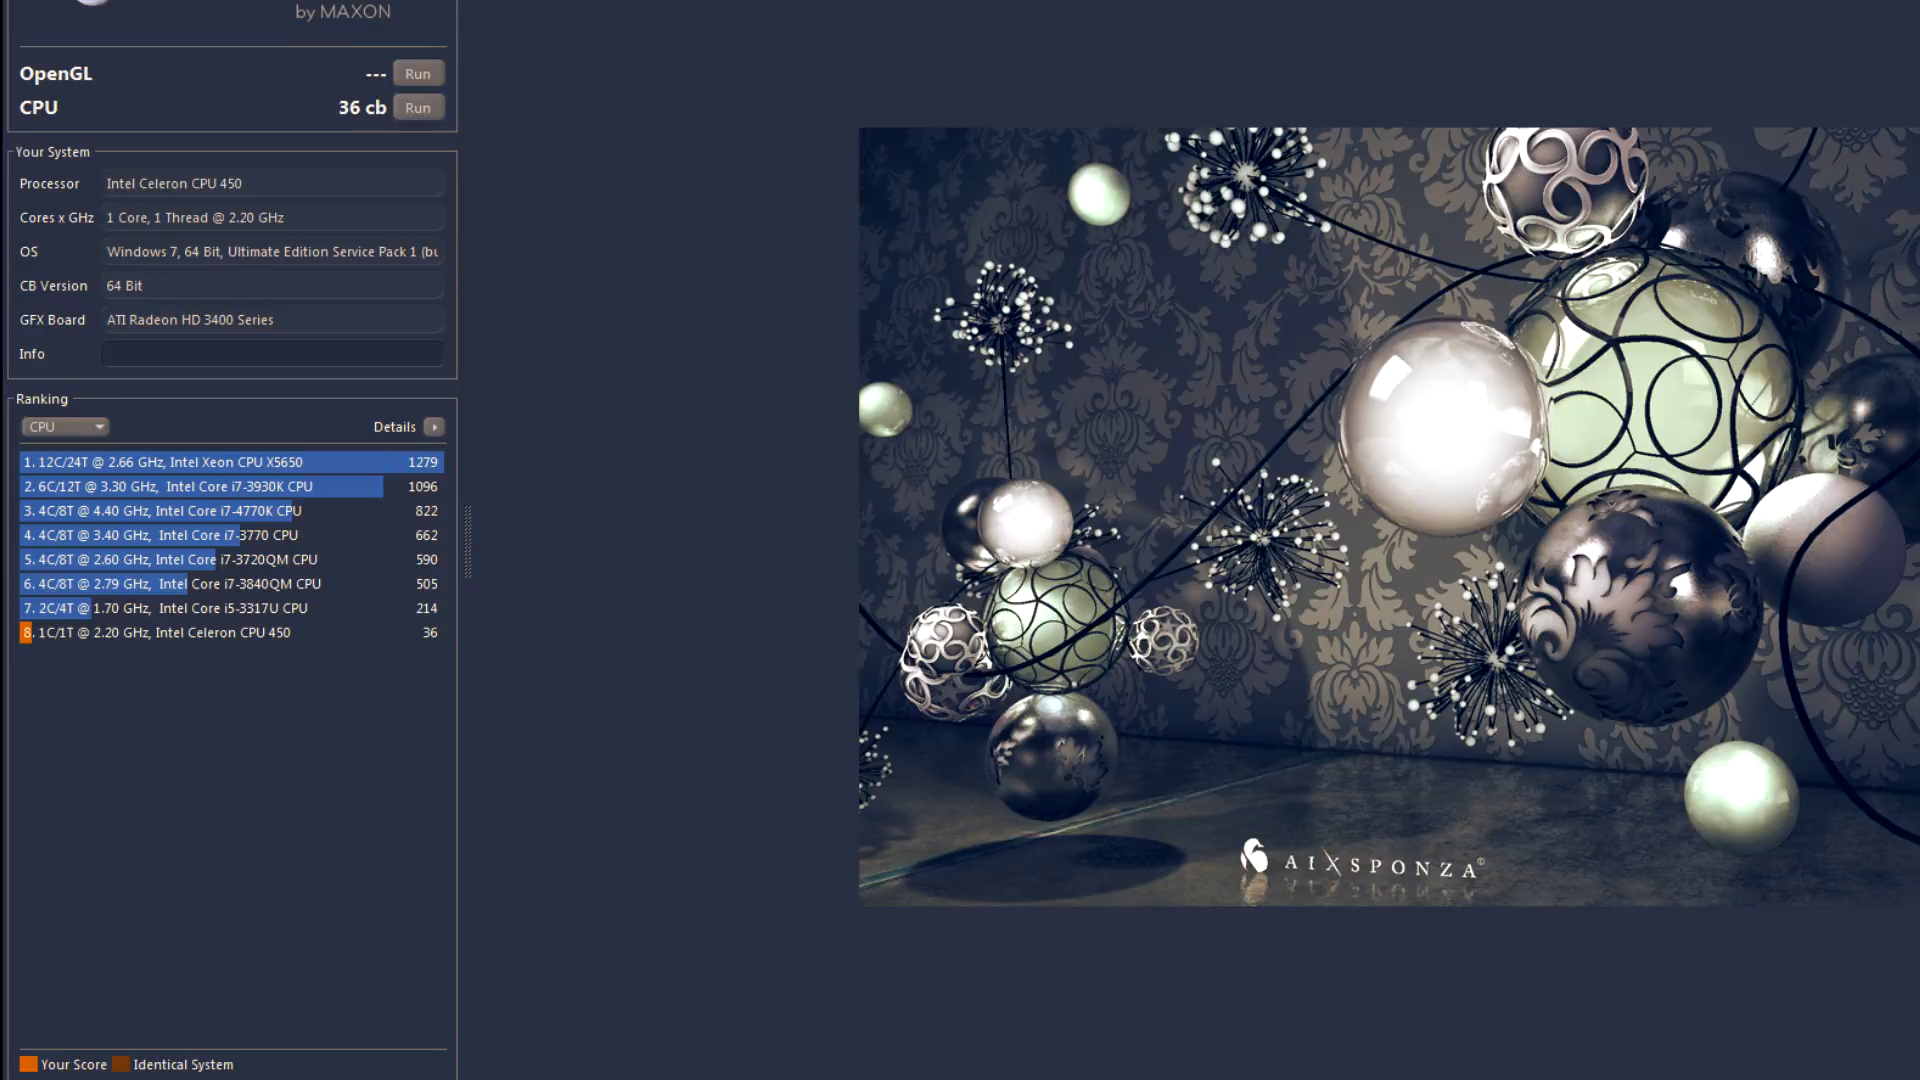 by MAXON
OpenGL --- Run
CPU 36 cb Run
Your System
Processor Intel Celeron CPU 450
Cores x GHz 1 Core, 1 Thread @ 2.20 GHz
OS Windows 7, 64 Bit, Ultimate Edition Service Pack 1 (bu
CB Version 64 Bit
GFX Board ATI Radeon HD 3400 Series
Info
Ranking
CPU Details
1. 12C/24T @ 2.66 GHz, Intel Xeon CPU X5650 1279
2. 6C/12T @ 3.30 GHz,  Intel Core i7-3930K CPU 1096
3. 4C/8T @ 4.40 GHz, Intel Core i7-4770K CPU 822
4. 4C/8T @ 3.40 GHz,  Intel Core i7-3770 CPU 662
5. 4C/8T @ 2.60 GHz, Intel Core i7-3720QM CPU 590
6. 4C/8T @ 2.79 GHz,  Intel Core i7-3840QM CPU 505
7. 2C/4T @ 1.70 GHz,  Intel Core i5-3317U CPU 214
8. 1C/1T @ 2.20 GHz, Intel Celeron CPU 450 36
AIXSPONZA©
Your Score Identical System